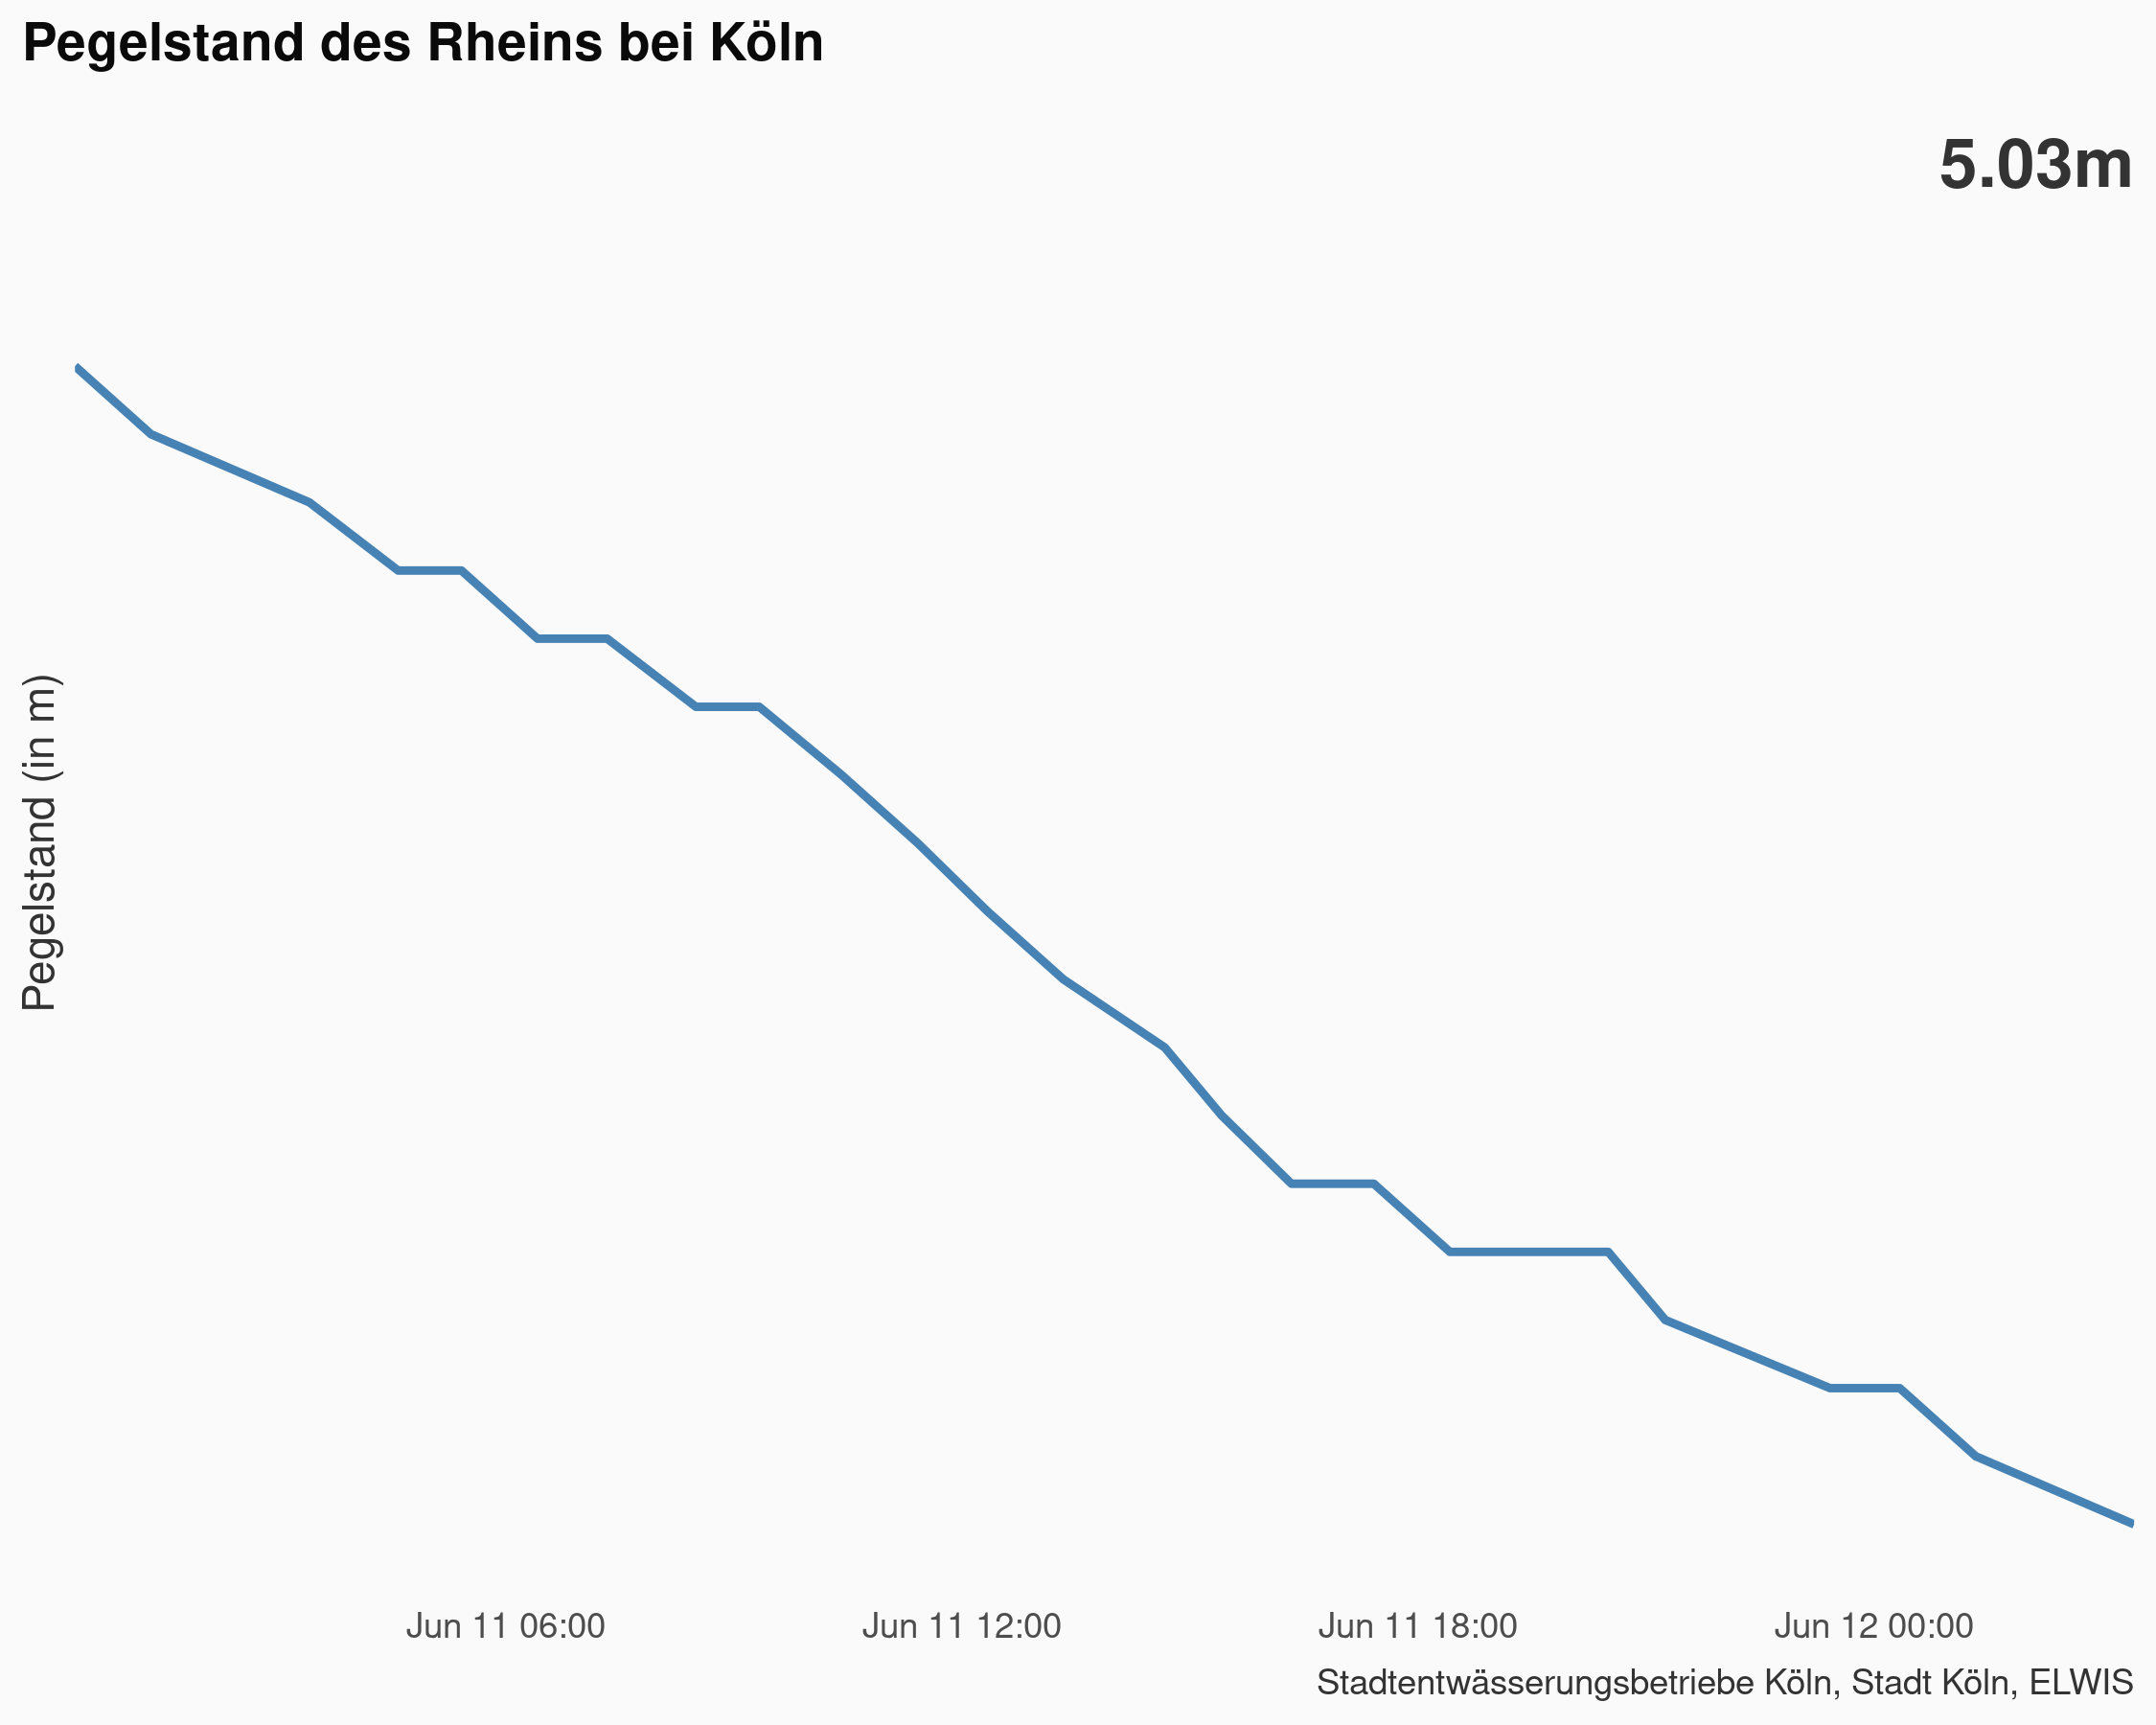 Pegelstand des Rheins bei Köln
5.03m
Pegelstand (in m)
Jun 11 06:00 Jun 11 12:00 Jun 11 18:00 Jun 12 00:00
Stadtentwässerungsbetriebe Köln, Stadt Köln, ELWIS